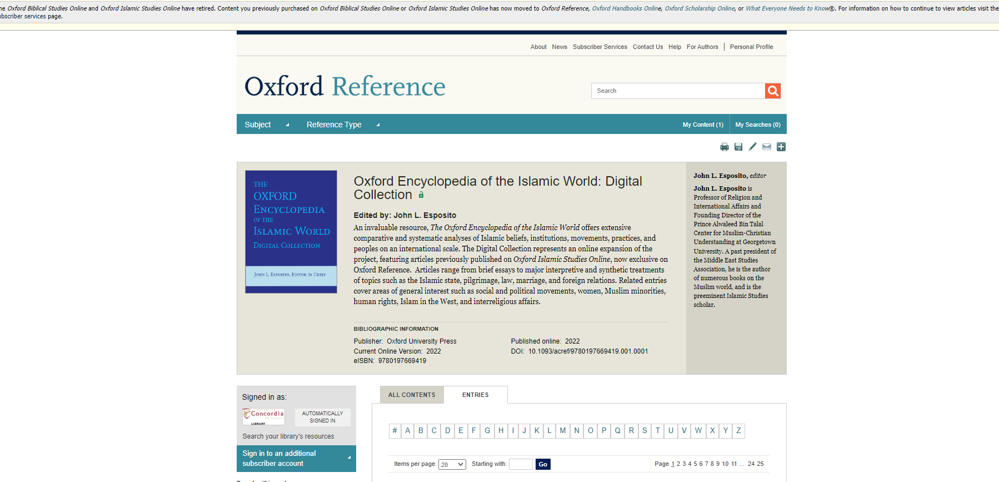 ne Oxford Biblical Studies Online and Oxford Islamic Studies Online have retired. Content you previously purchased on Oxford Biblical Studies Online or Oxford Islamic Studies Online has now moved to Oxford Reference, Oxford Handbooks Online, Oxford Scholarship Online, or What Everyone Needs to Know®. For information on how to continue to view articles visit the
ubscriber services page.
About News Subscriber Services Contact Us Help For Authors | Personal Profile
Oxford Reference
Search
Subject Reference Type My Content (1) My Searches (0)
THE
OXFORD
ENCYCLOPEDIA
OF THE
ISLAMIC WORLD
DIGITAL COLLECTION
JOHN L. ESPOSITO, EDITOR IN CHIEF
Oxford Encyclopedia of the Islamic World: Digital
Collection
Edited by: John L. Esposito
An invaluable resource, The Oxford Encyclopedia of the Islamic World offers extensive
comparative and systematic analyses of Islamic beliefs, institutions, movements, practices, and
peoples on an international scale. The Digital Collection represents an online expansion of the
project, featuring articles previously published on Oxford Islamic Studies Online, now exclusive on
Oxford Reference. Articles range from brief essays to major interpretive and synthetic treatments
of topics such as the Islamic state, pilgrimage, law, marriage, and foreign relations. Related entries
cover areas of general interest such as social and political movements, women, Muslim minorities,
human rights, Islam in the West, and interreligious affairs.
BIBLIOGRAPHIC INFORMATION
Publisher: Oxford University Press Published online: 2022
Current Online Version: 2022 DOI: 10.1093/acref/9780197669419.001.0001
eISBN: 9780197669419
John L. Esposito, editor
John L. Esposito is
Professor of Religion and
International Affairs and
Founding Director of the
Prince Alwaleed Bin Talal
Center for Muslim-Christian
Understanding at Georgetown
University. A past president of
the Middle East Studies
Association, he is the author
of numerous books on the
Muslim world, and is the
preeminent Islamic Studies
scholar.
Signed in as:
Concordia
LIBRARY
AUTOMATICALLY
SIGNED IN
Search your library's resources
Sign in to an additional
subscriber account
ALL CONTENTS ENTRIES
# A B C D E F G H I J K L M N O P Q R S T U V W X Y Z
Items per page: 20 Starting with: Go Page 1 2 3 4 5 6 7 8 9 10 11 ... 24 25